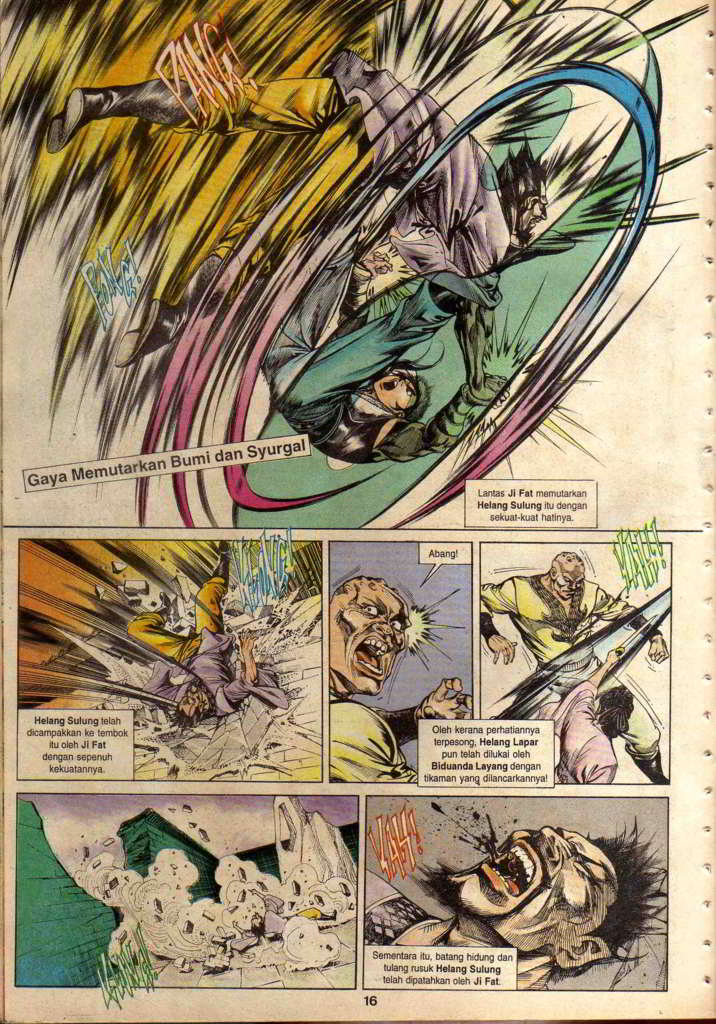 PANG!
PONG!
Gaya Memutarkan Bumi dan Syurgal
Lantas Ji Fat memutarkan
Helang Sulung itu dengan
sekuat-kuat hatinya.
Abang!
Helang Sulung telah
dicampakkan ke tembok
itu oleh Ji Fat
dengan sepenuh
kekuatannya.
Oleh kerana perhatiannya
terpesong, Helang Lapar
pun telah dilukai oleh
Biduanda Layang dengan
tikaman yang dilancarkannya!
Sementara itu, batang hidung dan
tulang rusuk Helang Sulung
telah dipatahkan oleh Ji Fat.
16